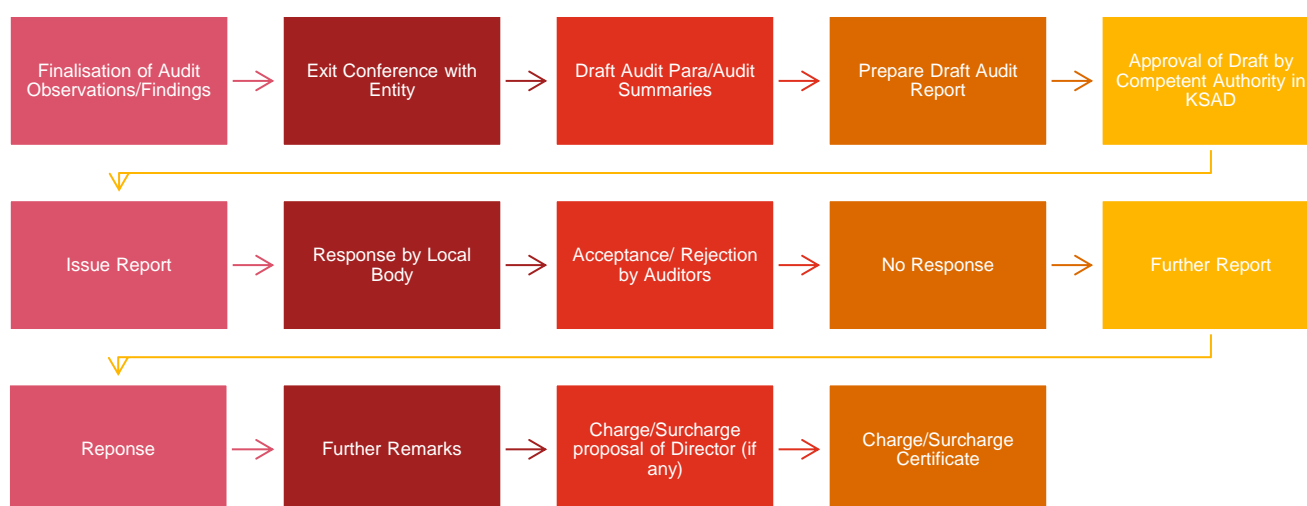 Finalisation of Audit
Observations/Findings
Exit Conference with
Entity
Draft Audit Para/Audit
Summaries
Prepare Draft Audit
Report
Approval of Draft by
Competent Authority in
KSAD
Issue Report
Response by Local
Body
Acceptance/ Rejection
by Auditors
No Response
Further Report
Reponse
Further Remarks
Charge/Surcharge
proposal of Director (if
any)
Charge/Surcharge
Certificate